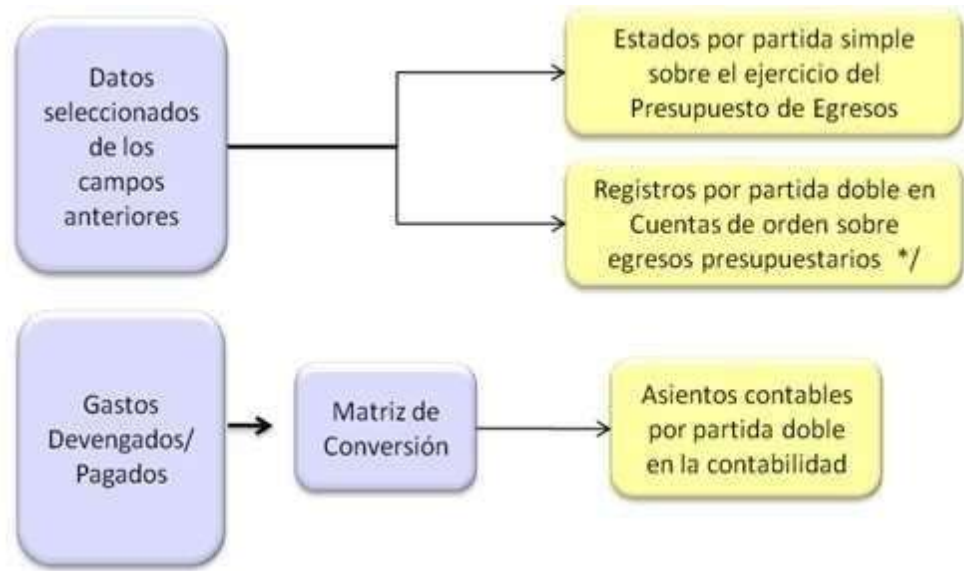 Datos
seleccionados
de los
campos
anteriores
Estados por partida simple
sobre el ejercicio del
Presupuesto de Egresos
Registros por partida doble en
Cuentas de orden sobre
egresos presupuestarios */
Gastos
Devengados/
Pagados
Matriz de
Conversión
Asientos contables
por partida doble
en la contabilidad